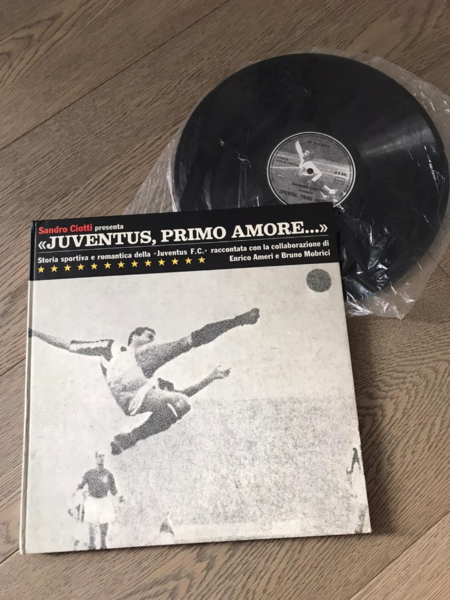 Sandro Ciotti presenta
«JUVENTUS, PRIMO AMORE...»
Storia sportiva e romantica della «Juventus F.C.» raccontata con la collaborazione di
Enrico Ameri e Bruno Mobrici